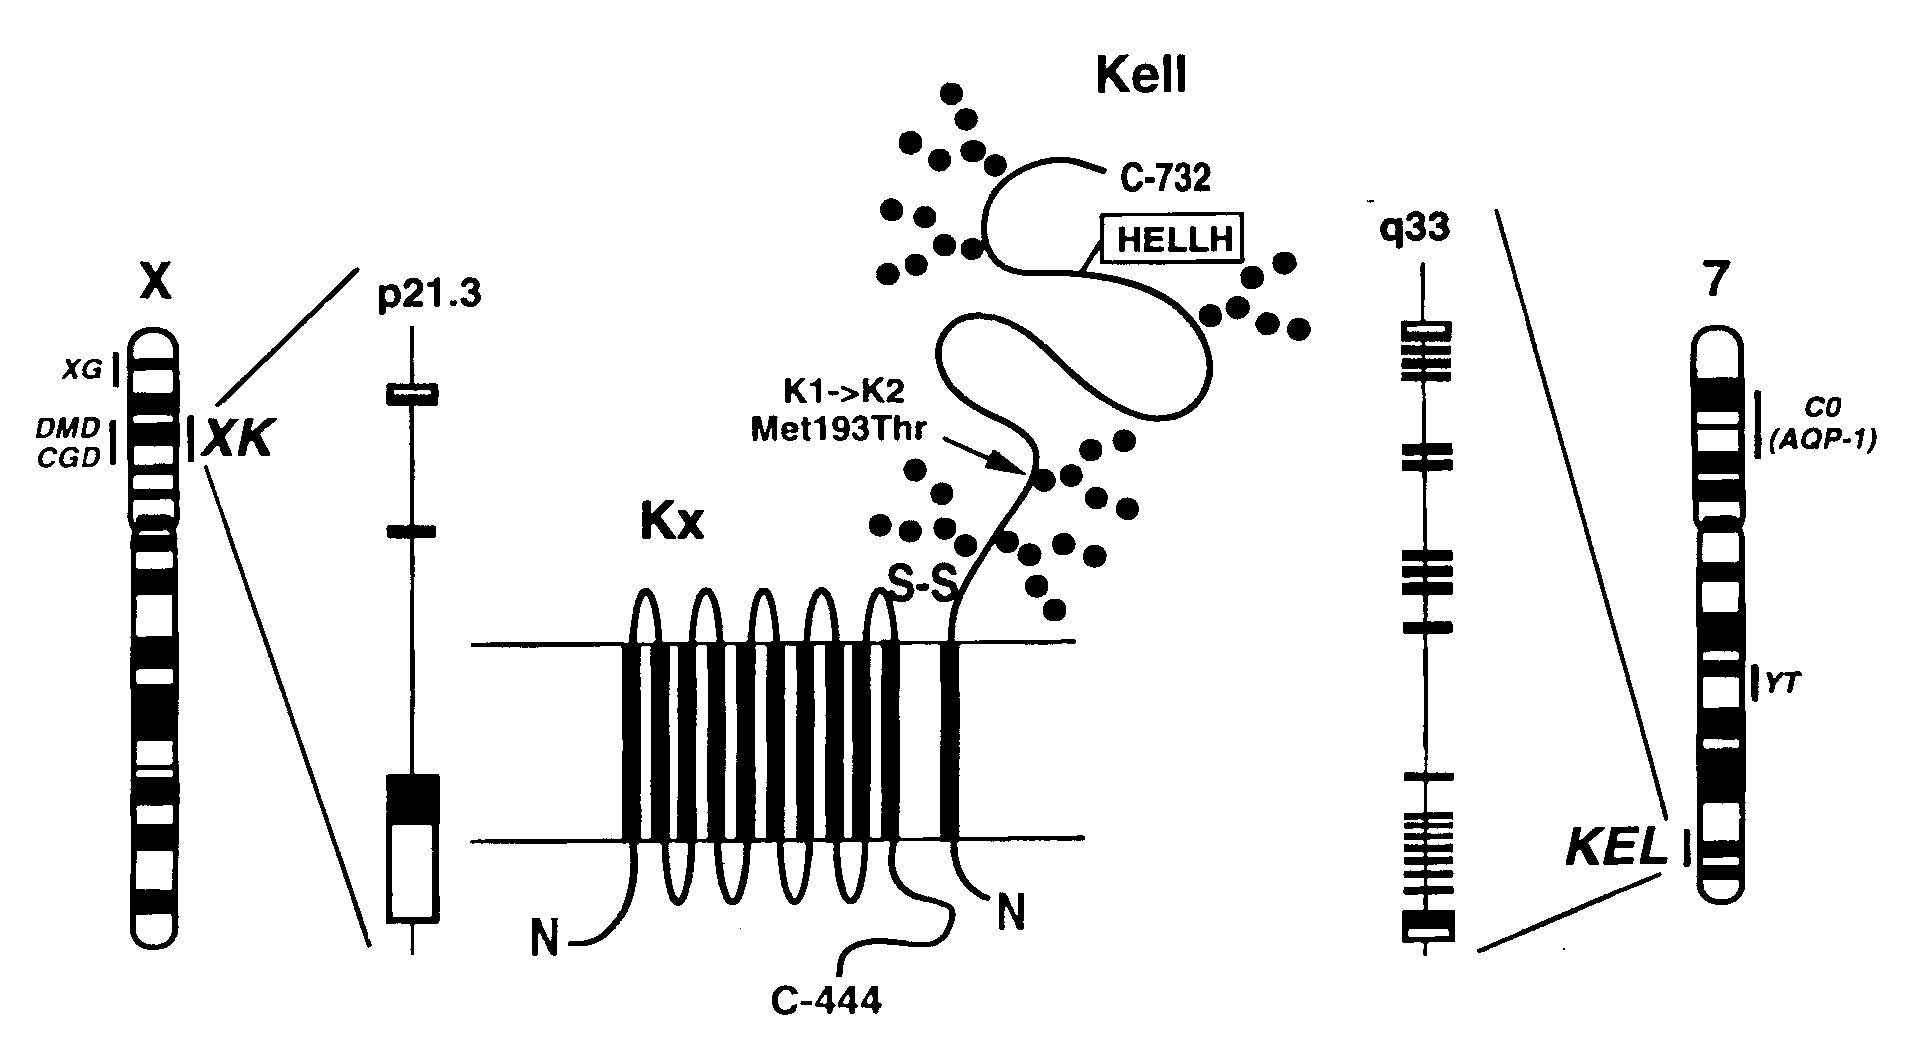 Kell
C-732
HELLH
q33
X
p21.3
7
XG
K1->K2
Met193Thr
C0
(AQP-1)
DMD
CGD
XK
Kx
S-S
YT
KEL
N
N
C-444